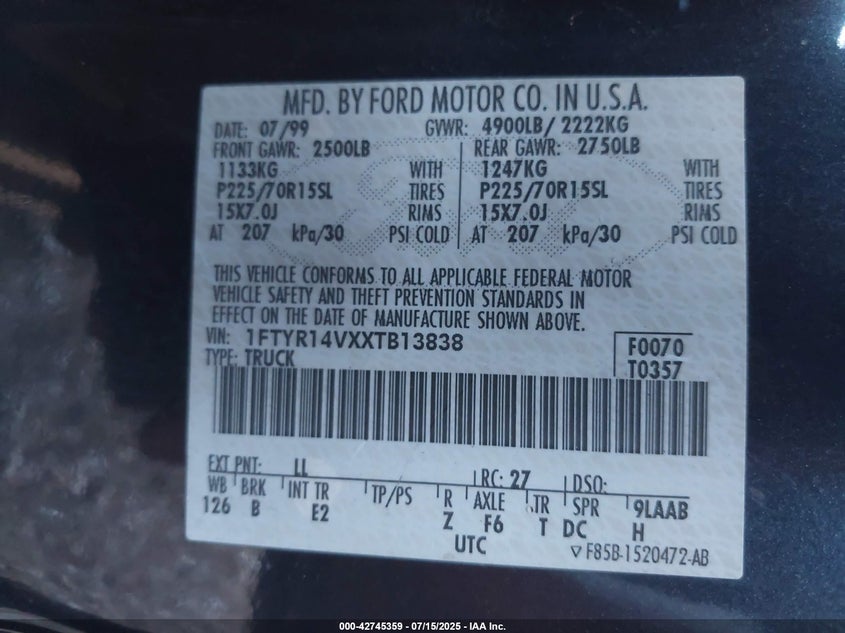 MFD. BY FORD MOTOR CO. IN U.S.A.
DATE: 07/99 GVWR: 4900LB/ 2222KG
FRONT GAWR: 2500LB REAR GAWR: 2750LB
1133KG WITH 1247KG WITH
P225/70R15SL TIRES P225/70R15SL TIRES
15X7.0J RIMS 15X7.0J RIMS
AT 207 kPa/30 PSI COLD AT 207 kPa/30 PSI COLD
THIS VEHICLE CONFORMS TO ALL APPLICABLE FEDERAL MOTOR
VEHICLE SAFETY AND THEFT PREVENTION STANDARDS IN
EFFECT ON THE DATE OF MANUFACTURE SHOWN ABOVE.
VIN: 1FTYR14VXXTB13838 F0070
TYPE: TRUCK T0357
EXT PNT: LL RC: 27 DSO:
WB BRK INT TR TP/PS R AXLE TR SPR 9LAAB
126 B E2 Z F6 T DC H
UTC ▽ F85B-1520472-AB
000-42745359 - 07/15/2025 - IAA Inc.